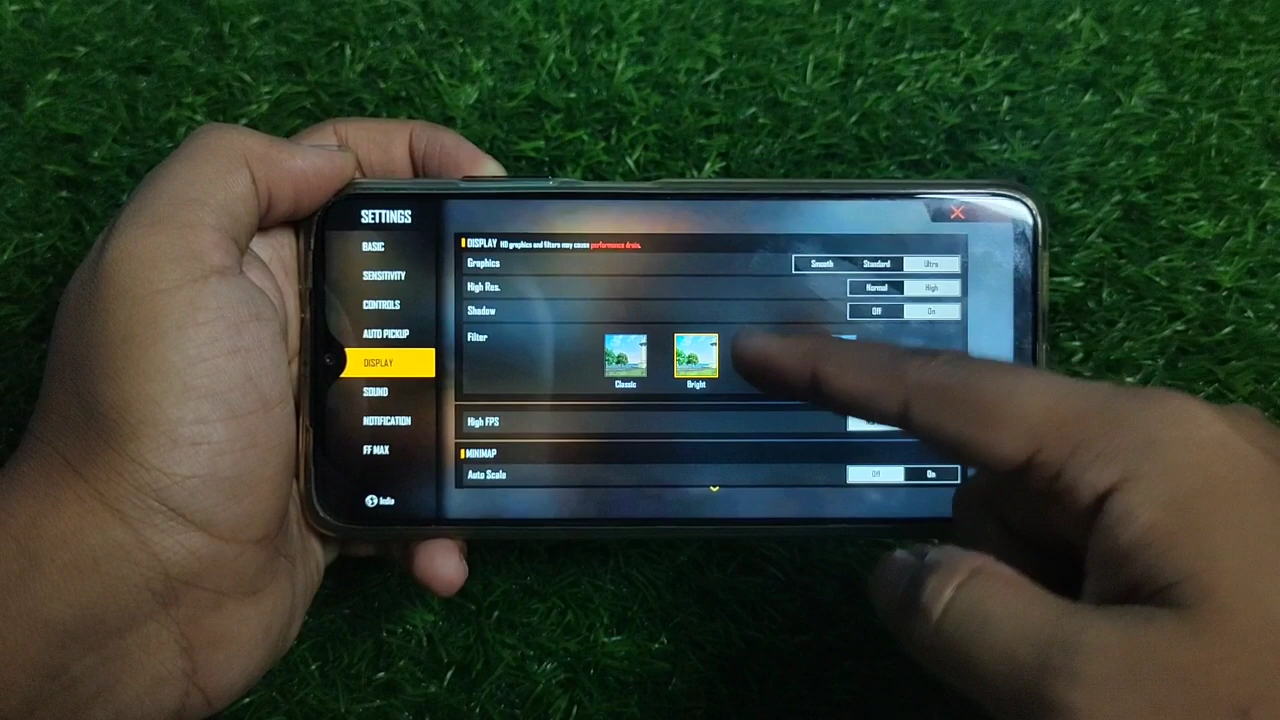 SETTINGS
BASIC
SENSITIVITY
CONTROLS
AUTO PICKUP
DISPLAY
SOUND
NOTIFICATION
FF MAX
India
DISPLAY HD graphics and filters may cause performance drain.
Graphics Smooth Standard Ultra
High Res. Normal High
Shadow Off On
Filter
Classic Bright
High FPS
MINIMAP
Auto Scale Off On